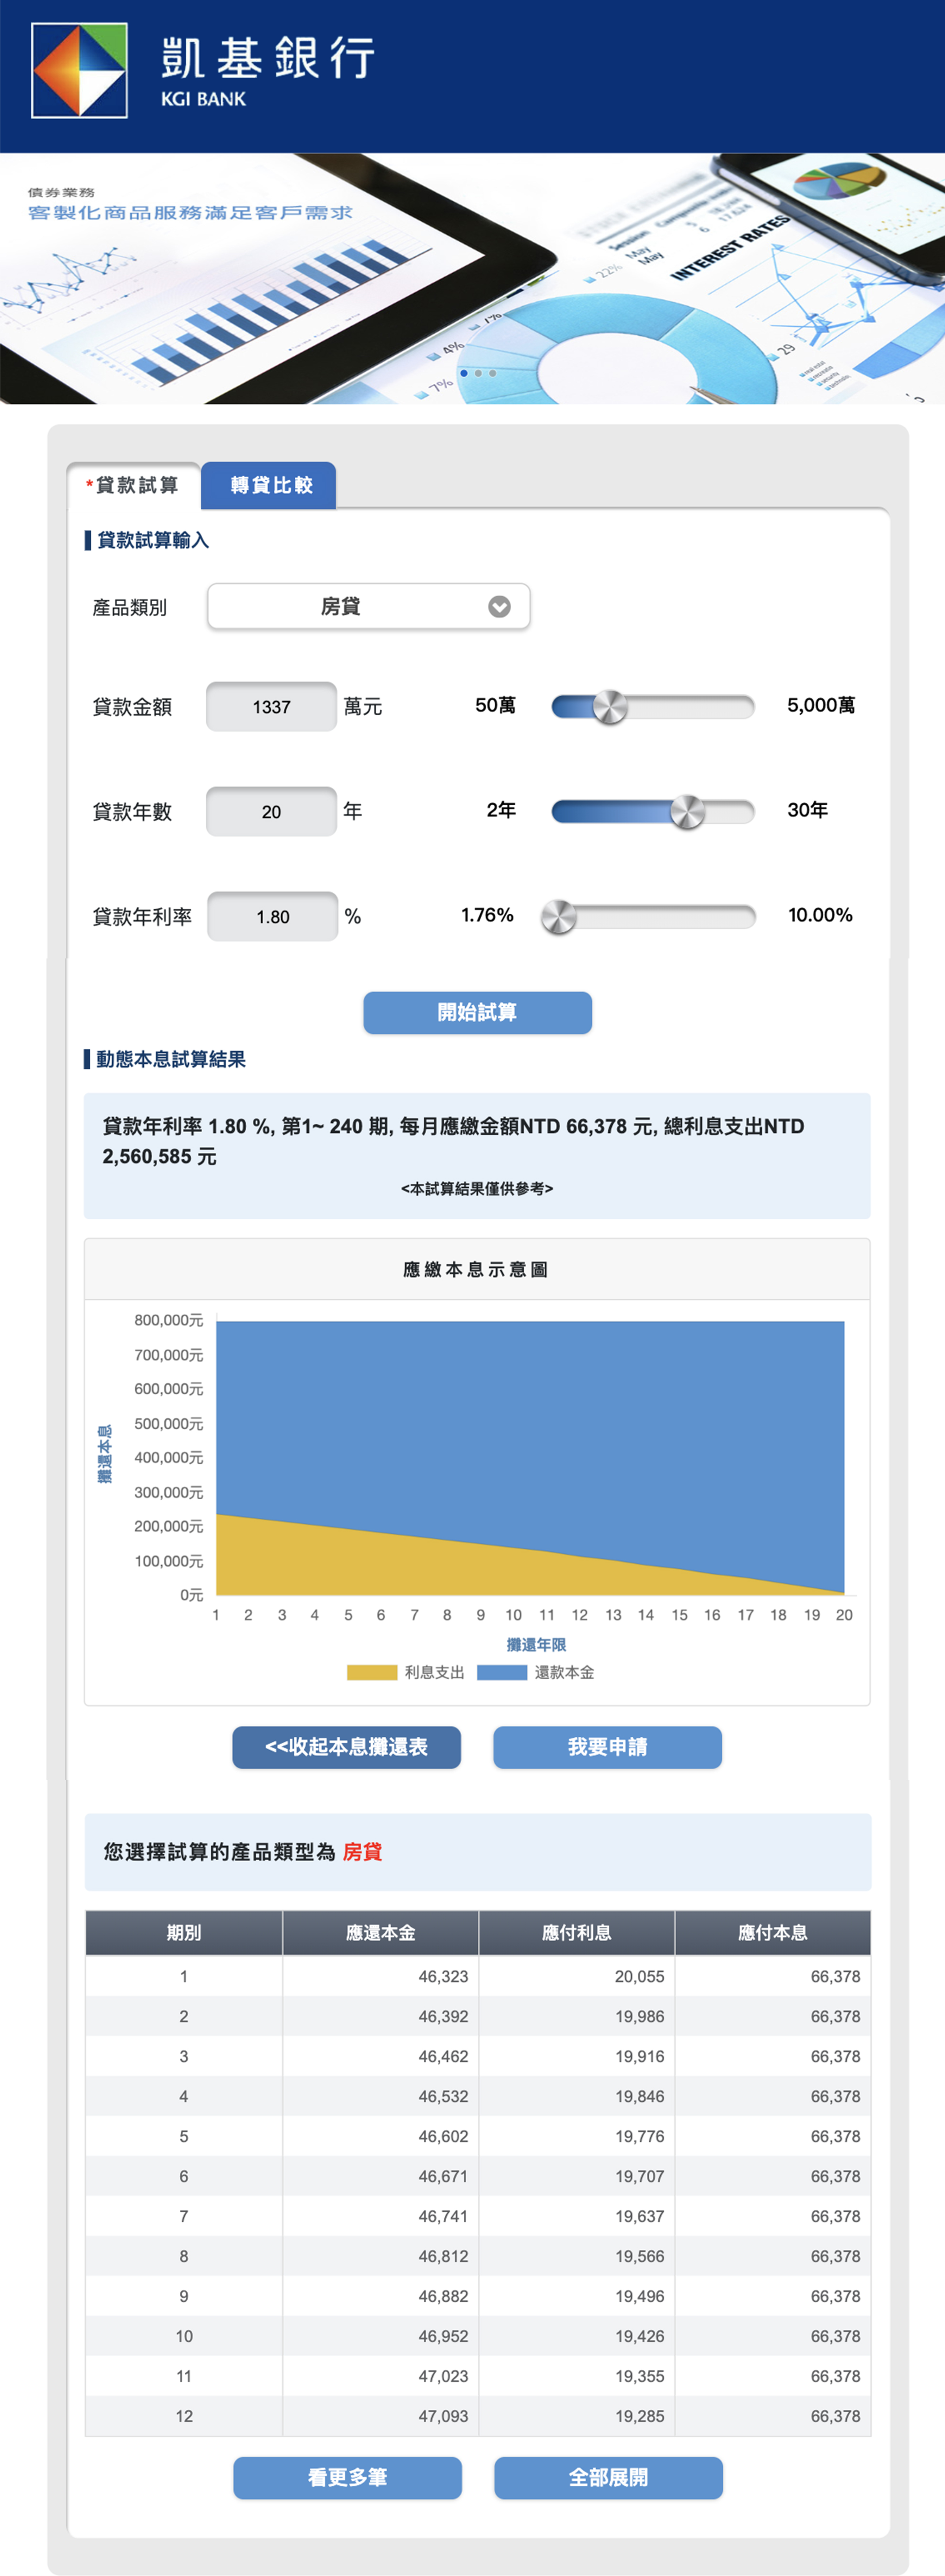 凱基銀行
KGI BANK
債券業務
客製化商品服務滿足客戶需求
INTEREST RATES
May
May
22%
1%
4%
7%
29
*貸款試算
轉貸比較
貸款試算輸入
產品類別 房貸
貸款金額 1337 萬元 50萬 5,000萬
貸款年數 20 年 2年 30年
貸款年利率 1.80 % 1.76% 10.00%
開始試算
動態本息試算結果
貸款年利率 1.80 %, 第1~ 240 期, 每月應繳金額NTD 66,378 元, 總利息支出NTD
2,560,585 元
<本試算結果僅供參考>
應繳本息示意圖
800,000元
700,000元
600,000元
500,000元
400,000元
300,000元
200,000元
100,000元
0元
攤還本息
1 2 3 4 5 6 7 8 9 10 11 12 13 14 15 16 17 18 19 20
攤還年限
利息支出 還款本金
<<收起本息攤還表 我要申請
您選擇試算的產品類型為 房貸
期別 應還本金 應付利息 應付本息
1 46,323 20,055 66,378
2 46,392 19,986 66,378
3 46,462 19,916 66,378
4 46,532 19,846 66,378
5 46,602 19,776 66,378
6 46,671 19,707 66,378
7 46,741 19,637 66,378
8 46,812 19,566 66,378
9 46,882 19,496 66,378
10 46,952 19,426 66,378
11 47,023 19,355 66,378
12 47,093 19,285 66,378
看更多筆 全部展開